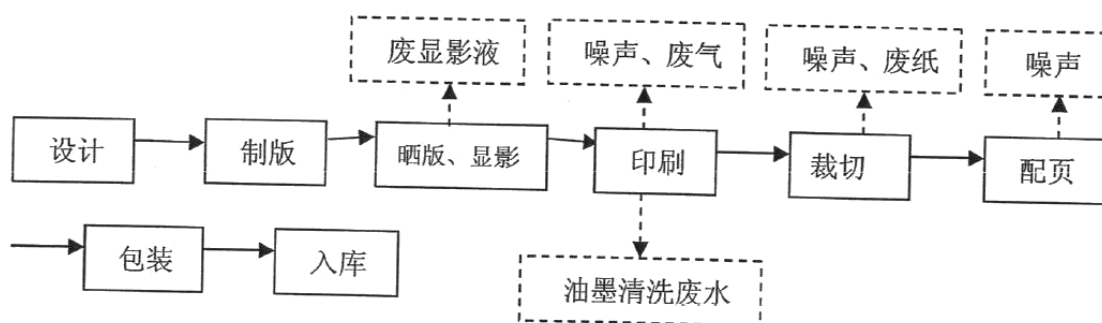 废显影液
噪声、废气
噪声、废纸
噪声
设计
制版
晒版、显影
印刷
裁切
配页
包装
入库
油墨清洗废水